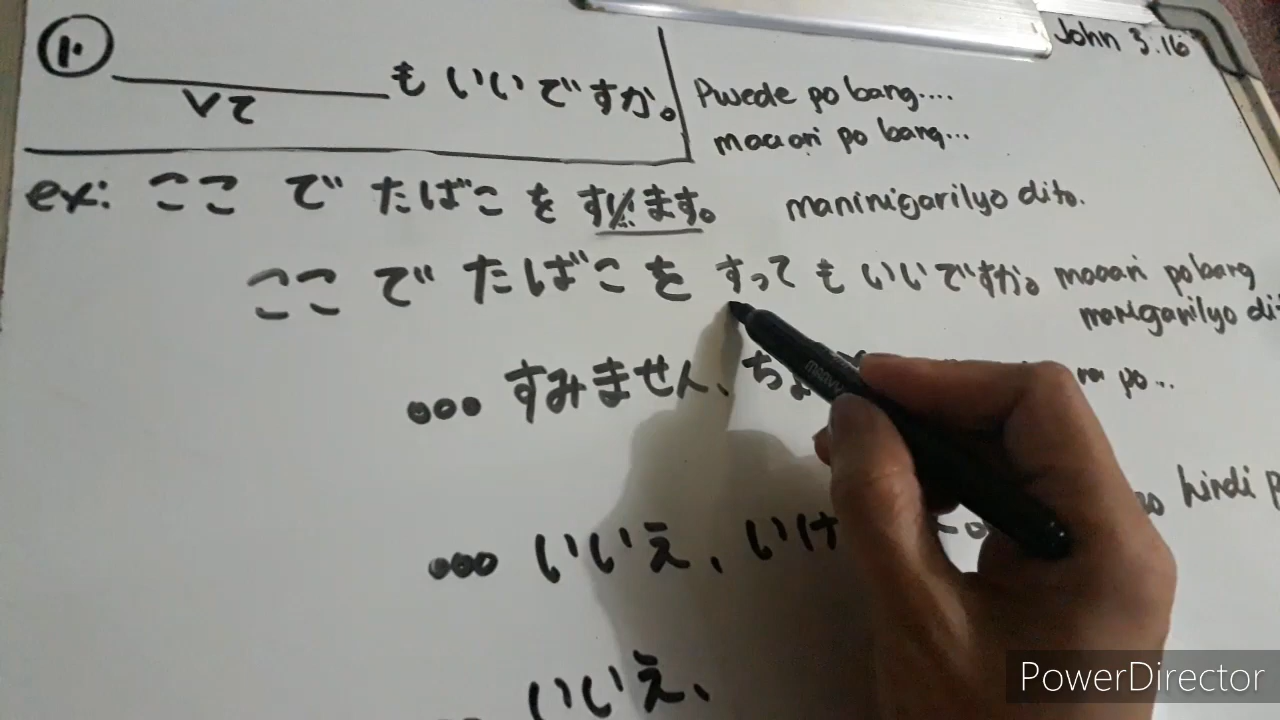 John 3:16
1. ________ もいいですか。 Pwede po bang....
Vて maaari po bang...
ex: ここ で たばこ を すいます。 maninigarilyo dito.
ここ で たばこ を すって も いいですか。 maaari po bang
manigarilyo
... すみません、ちょ po...
... いいえ、いけ hindi
いいえ、
PowerDirector